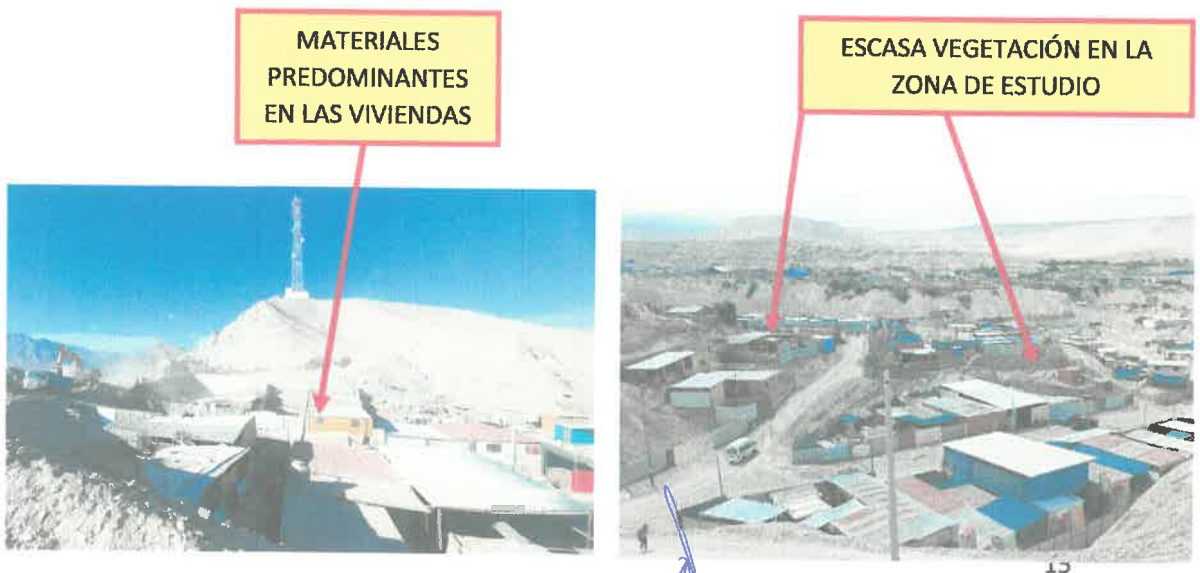 MATERIALES
PREDOMINANTES
EN LAS VIVIENDAS
ESCASA VEGETACIÓN EN LA
ZONA DE ESTUDIO